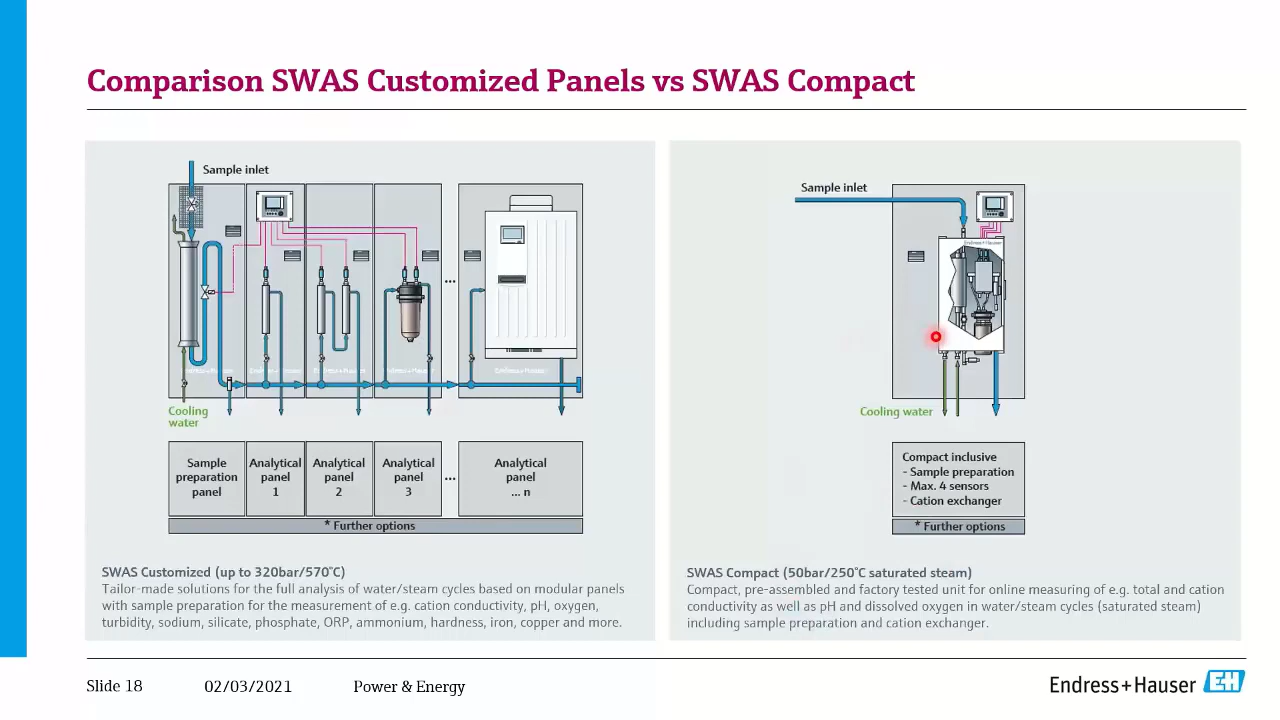 Comparison SWAS Customized Panels vs SWAS Compact
Sample inlet
Endress+Hauser
Cooling
water
Sample
preparation
panel
Analytical
panel
1
Analytical
panel
2
Analytical
panel
3
...
...
Analytical
panel
... n
* Further options
SWAS Customized (up to 320bar/570°C)
Tailor-made solutions for the full analysis of water/steam cycles based on modular panels
with sample preparation for the measurement of e.g. cation conductivity, pH, oxygen,
turbidity, sodium, silicate, phosphate, ORP, ammonium, hardness, iron, copper and more.
Sample inlet
Endress+Hauser
Cooling water
Compact inclusive
- Sample preparation
- Max. 4 sensors
- Cation exchanger
* Further options
SWAS Compact (50bar/250°C saturated steam)
Compact, pre-assembled and factory tested unit for online measuring of e.g. total and cation
conductivity as well as pH and dissolved oxygen in water/steam cycles (saturated steam)
including sample preparation and cation exchanger.
Slide 18
02/03/2021
Power & Energy
Endress+Hauser EH